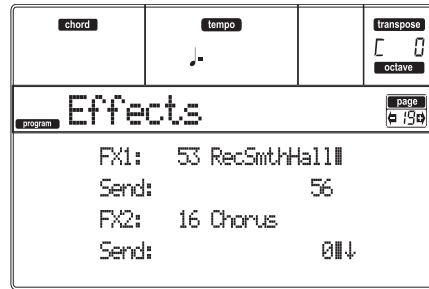 chord tempo transpose
C 0
octave
program Effects page
19
FX1: 53 RecSmthHall
Send: 56
FX2: 16 Chorus
Send: 0↓